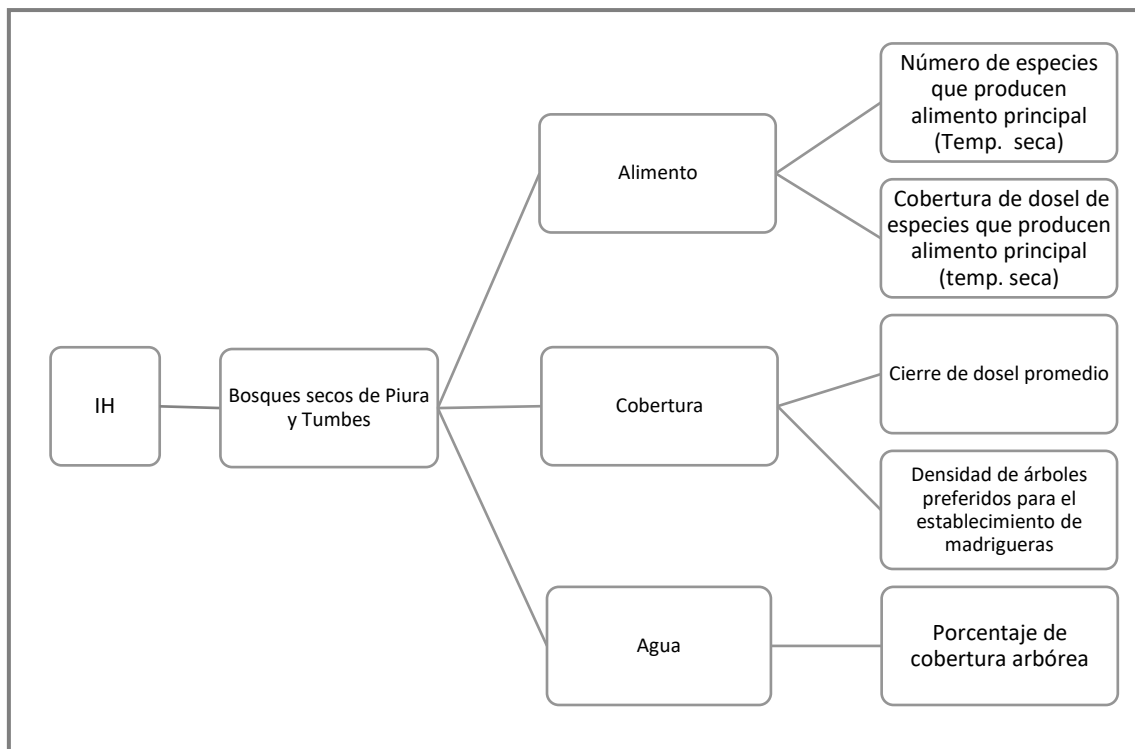 IH
Bosques secos de Piura
y Tumbes
Alimento
Número de especies
que producen
alimento principal
(Temp. seca)
Cobertura de dosel de
especies que producen
alimento principal
(temp. seca)
Cobertura
Cierre de dosel promedio
Densidad de árboles
preferidos para el
establecimiento de
madrigueras
Agua
Porcentaje de
cobertura arbórea